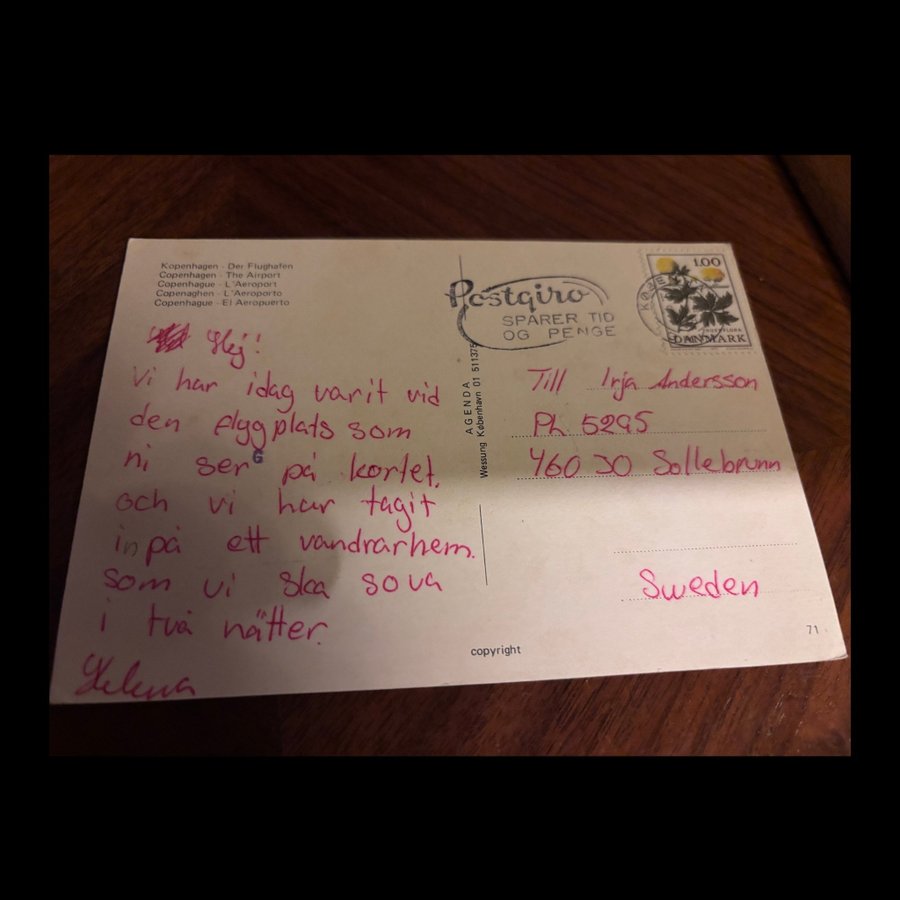 Kopenhagen - Der Flughafen
Copenhagen - The Airport
Copenhague - L'Aeroport
Copenaghen - L'Aeroporto
Copenhague - El Aeropuerto
Hej!
Vi har idag varit vid
den flygplats som
ni ser på kortet.
och vi har tagit
in på ett vandrarhem.
som vi ska sova
i två nätter.
Helena
Postgiro
SPARER TID
OG PENGE
AGENDA
Wessung København 01 511375
1.00
DANMARK
Till Irja Andersson
PL 5295
460 30 Sollebrunn
Sweden
71
copyright